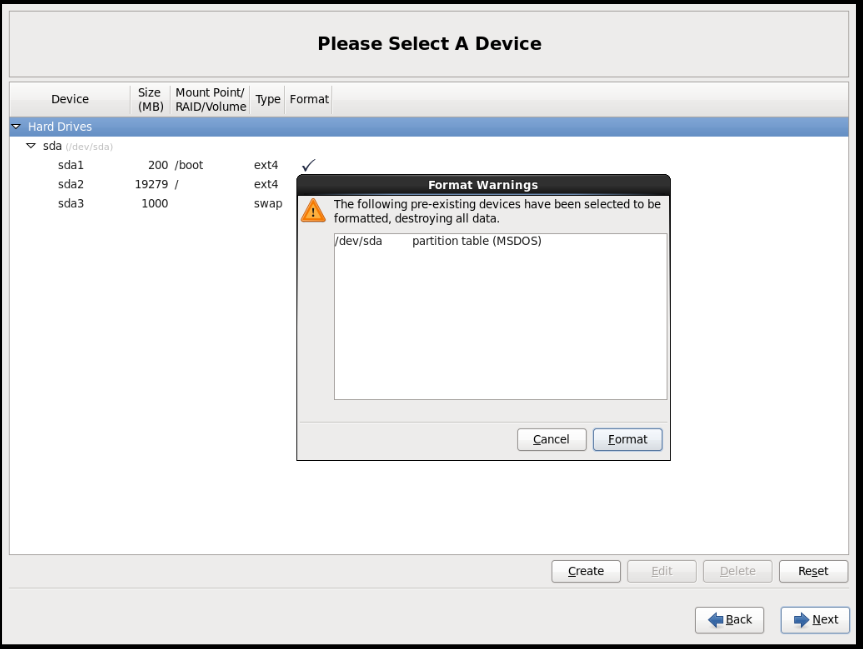 Please Select A Device
Device
Size
(MB)
Mount Point/
RAID/Volume
Type
Format
Hard Drives
sda (/dev/sda)
sda1 200 /boot ext4
sda2 19279 / ext4
sda3 1000 swap
Format Warnings
The following pre-existing devices have been selected to be
formatted, destroying all data.
/dev/sda partition table (MSDOS)
Cancel Format
Create Edit Delete Reset
Back Next